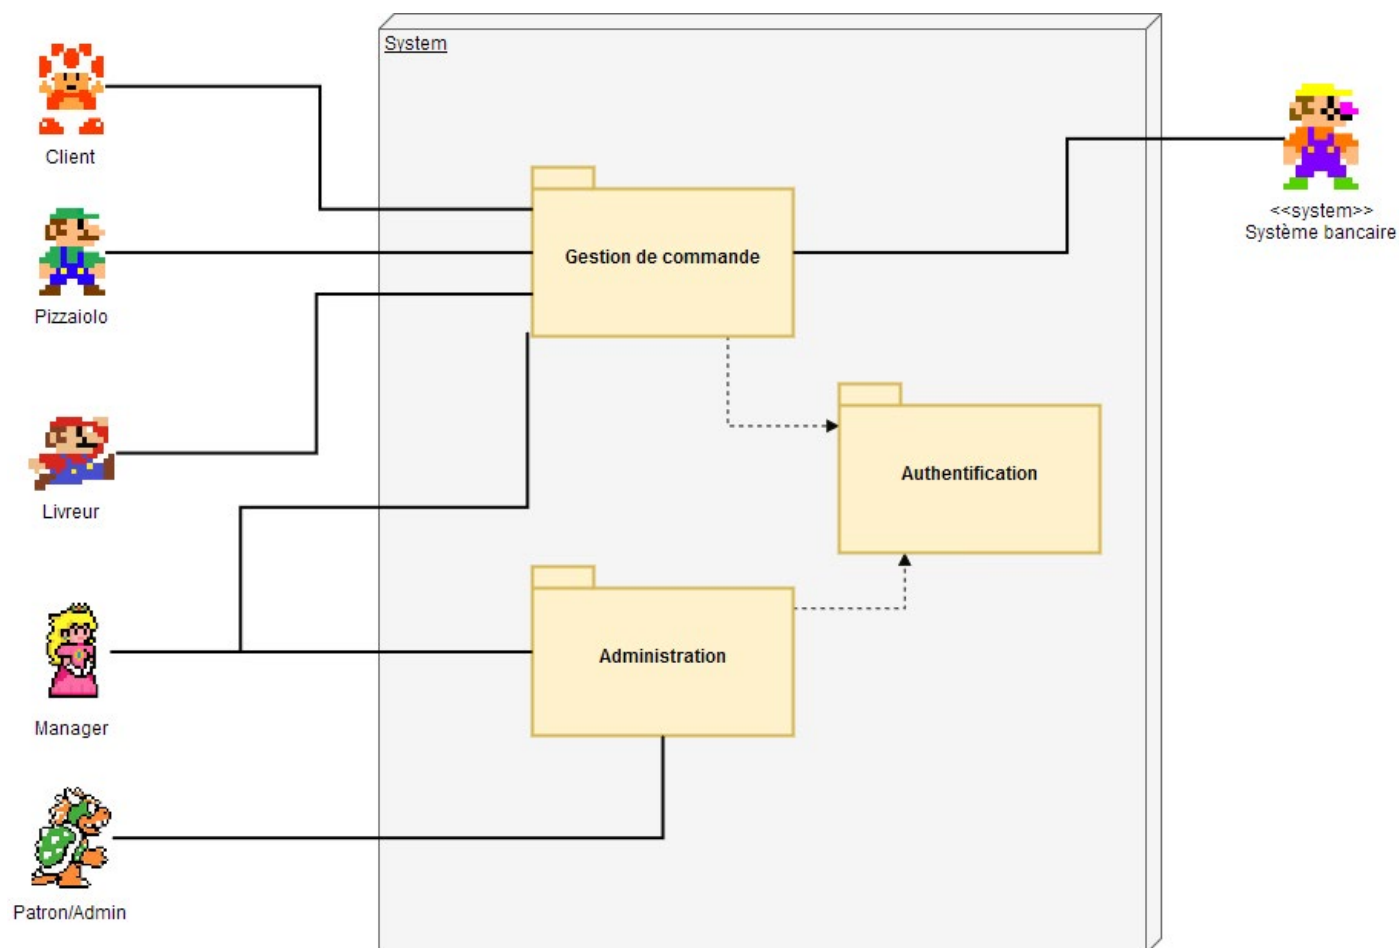 System
Client
<<system>>
Système bancaire
Gestion de commande
Pizzaiolo
Authentification
Livreur
Administration
Manager
Patron/Admin